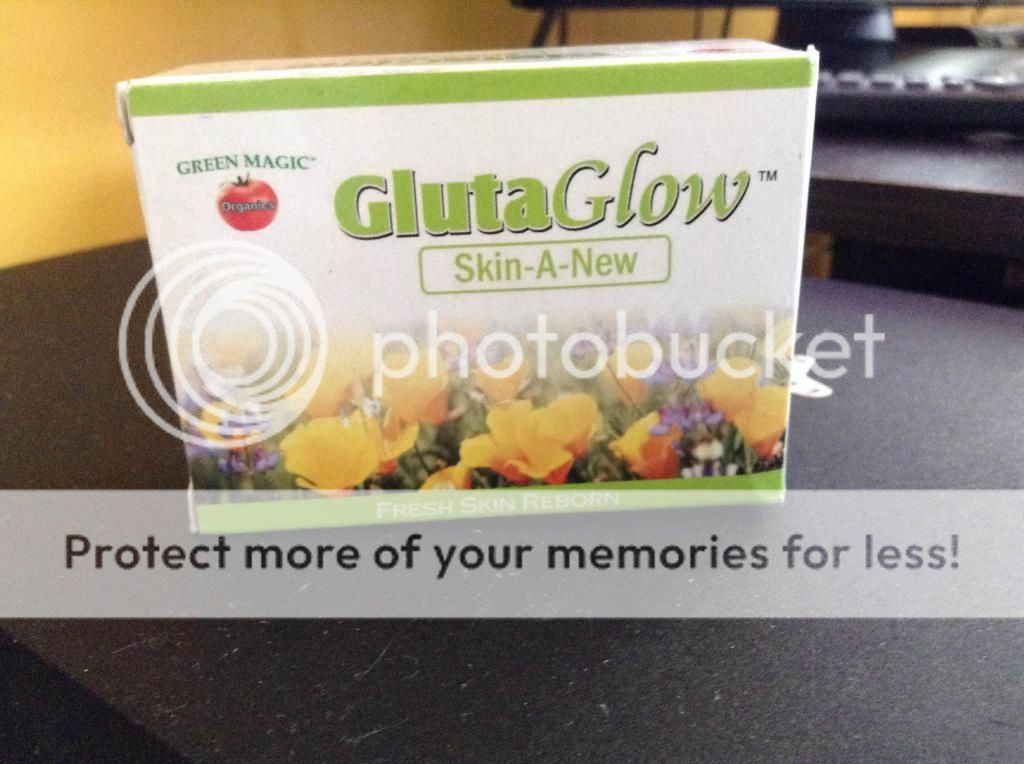 GREEN MAGIC™
Organics
GlutaGlow™
Skin-A-New
photobucket
FRESH SKIN REBORN
Protect more of your memories for less!